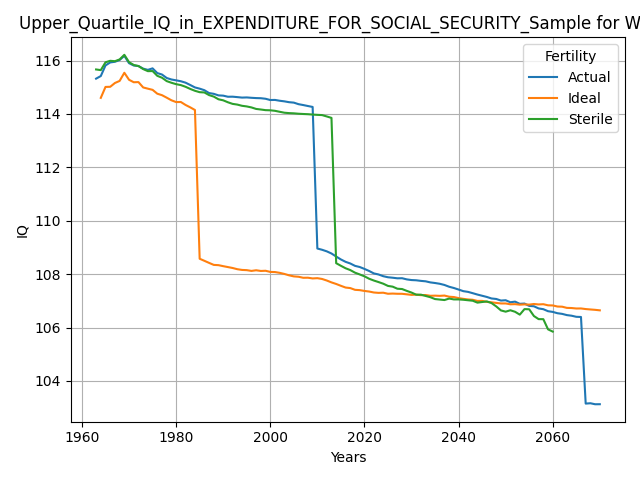 Upper_Quartile_IQ_in_EXPENDITURE_FOR_SOCIAL_SECURITY_Sample for W
Fertility
Actual
Ideal
Sterile
116
114
112
110
108
106
104
IQ
1960 1980 2000 2020 2040 2060
Years